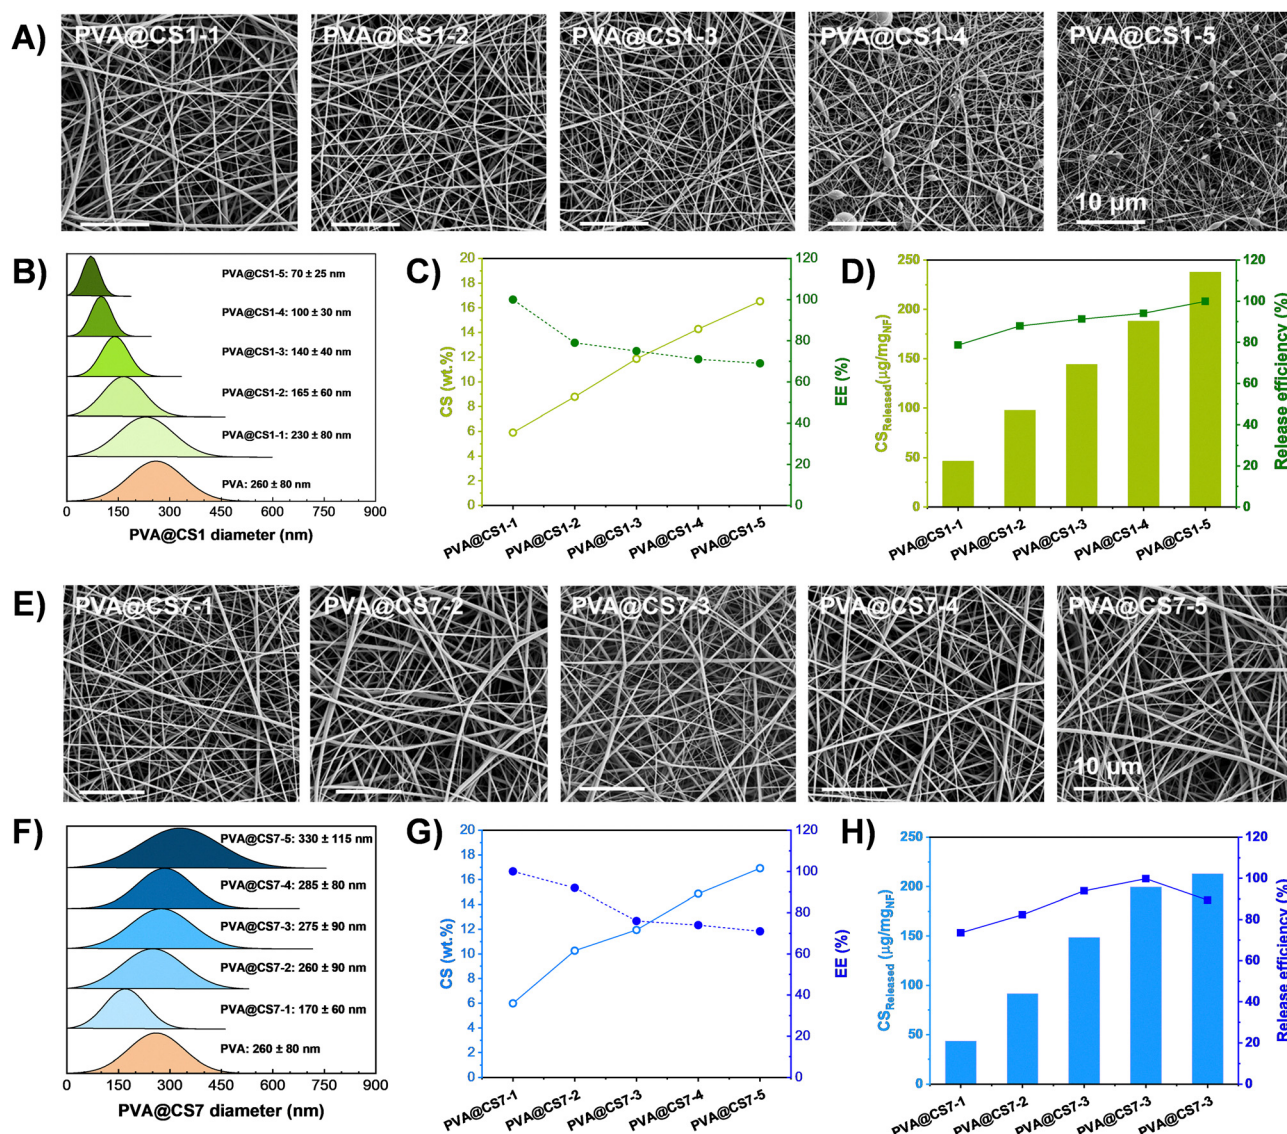 A)
PVA@CS1-1
PVA@CS1-2
PVA@CS1-3
PVA@CS1-4
PVA@CS1-5
10 µm
B)
PVA@CS1-5: 70 ± 25 nm
PVA@CS1-4: 100 ± 30 nm
PVA@CS1-3: 140 ± 40 nm
PVA@CS1-2: 165 ± 60 nm
PVA@CS1-1: 230 ± 80 nm
PVA: 260 ± 80 nm
0 150 300 450 600 750 900
PVA@CS1 diameter (nm)
C)
20
18
16
14
12
10
8
6
4
2
0
CS (wt.%)
120
100
80
60
40
20
0
EE (%)
PVA@CS1-1
PVA@CS1-2
PVA@CS1-3
PVA@CS1-4
PVA@CS1-5
D)
250
200
150
100
50
0
CSReleased(µg/mgNF)
120
100
80
60
40
20
0
Release efficiency (%)
PVA@CS1-1
PVA@CS1-2
PVA@CS1-3
PVA@CS1-4
PVA@CS1-5
E)
PVA@CS7-1
PVA@CS7-2
PVA@CS7-3
PVA@CS7-4
PVA@CS7-5
10 µm
F)
PVA@CS7-5: 330 ± 115 nm
PVA@CS7-4: 285 ± 80 nm
PVA@CS7-3: 275 ± 90 nm
PVA@CS7-2: 260 ± 90 nm
PVA@CS7-1: 170 ± 60 nm
PVA: 260 ± 80 nm
0 150 300 450 600 750 900
PVA@CS7 diameter (nm)
G)
20
18
16
14
12
10
8
6
4
2
0
CS (wt.%)
120
100
80
60
40
20
0
EE (%)
PVA@CS7-1
PVA@CS7-2
PVA@CS7-3
PVA@CS7-4
PVA@CS7-5
H)
250
200
150
100
50
0
CSReleased (µg/mgNF)
120
100
80
60
40
20
0
Release efficiency (%)
PVA@CS7-1
PVA@CS7-2
PVA@CS7-3
PVA@CS7-3
PVA@CS7-3